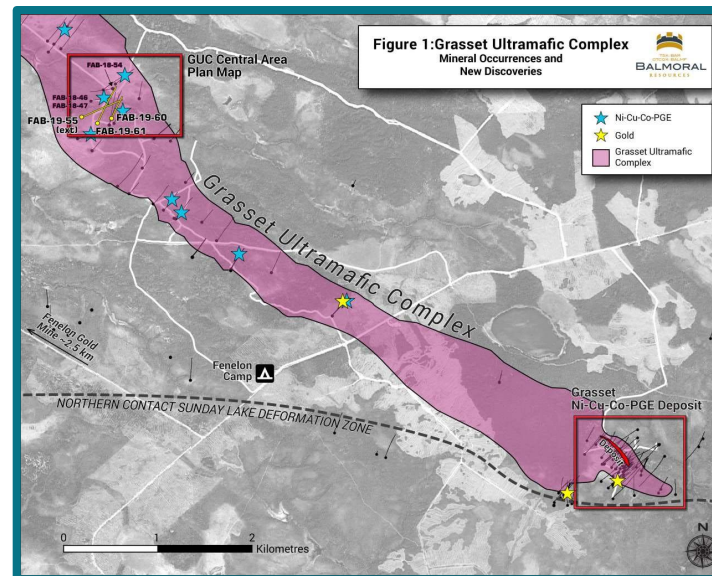 Figure 1:Grasset Ultramafic Complex
Mineral Occurrences and
New Discoveries
BALMORAL
RESOURCES
Ni-Cu-Co-PGE
Gold
Grasset Ultramafic
Complex
GUC Central Area
Plan Map
FAB-18-54
FAB-18-46
FAB-18-47
FAB-19-55
(ext)
FAB-19-60
FAB-19-61
Grasset Ultramafic Complex
Fenelon Gold
Mine ~2.5 km
Fenelon
Camp
NORTHERN CONTACT SUNDAY LAKE DEFORMATION ZONE
Grasset
Ni-Cu-Co-PGE Deposit
Deposit
0 1 2
Kilometres
N